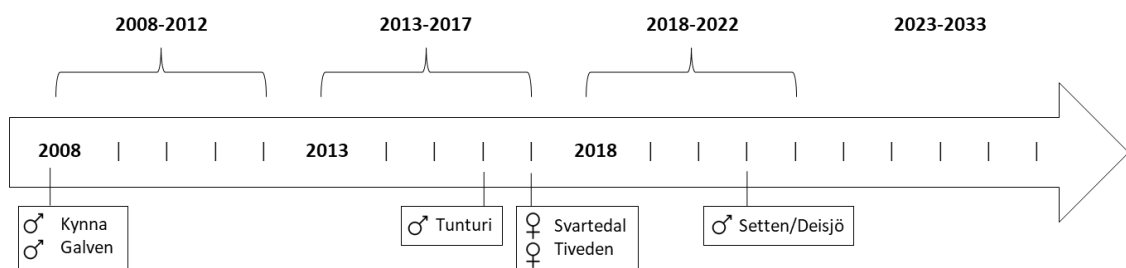 2008-2012 2013-2017 2018-2022 2023-2033
2008 2013 2018
♂ Kynna
♂ Galven
♂ Tunturi
♀ Svartedal
♀ Tiveden
♂ Setten/Deisjö